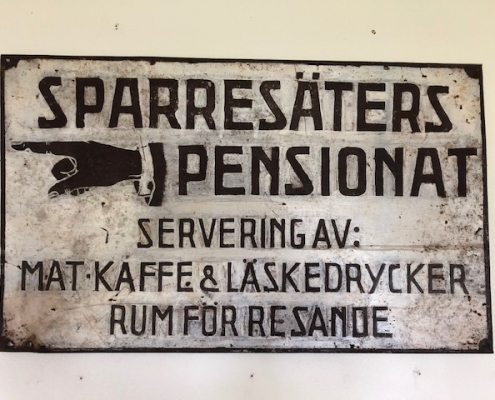 SPARRESÄTERS
PENSIONAT
SERVERING AV:
MAT·KAFFE & LÄSKEDRYCKER
RUM FÖR RESANDE